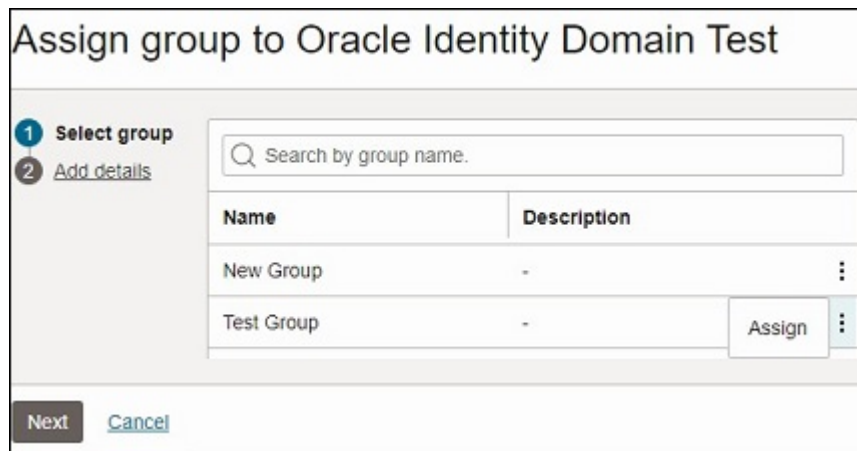 Assign group to Oracle Identity Domain Test
1 Select group
2 Add details
Search by group name.
Name Description
New Group -
Test Group - Assign
Next Cancel